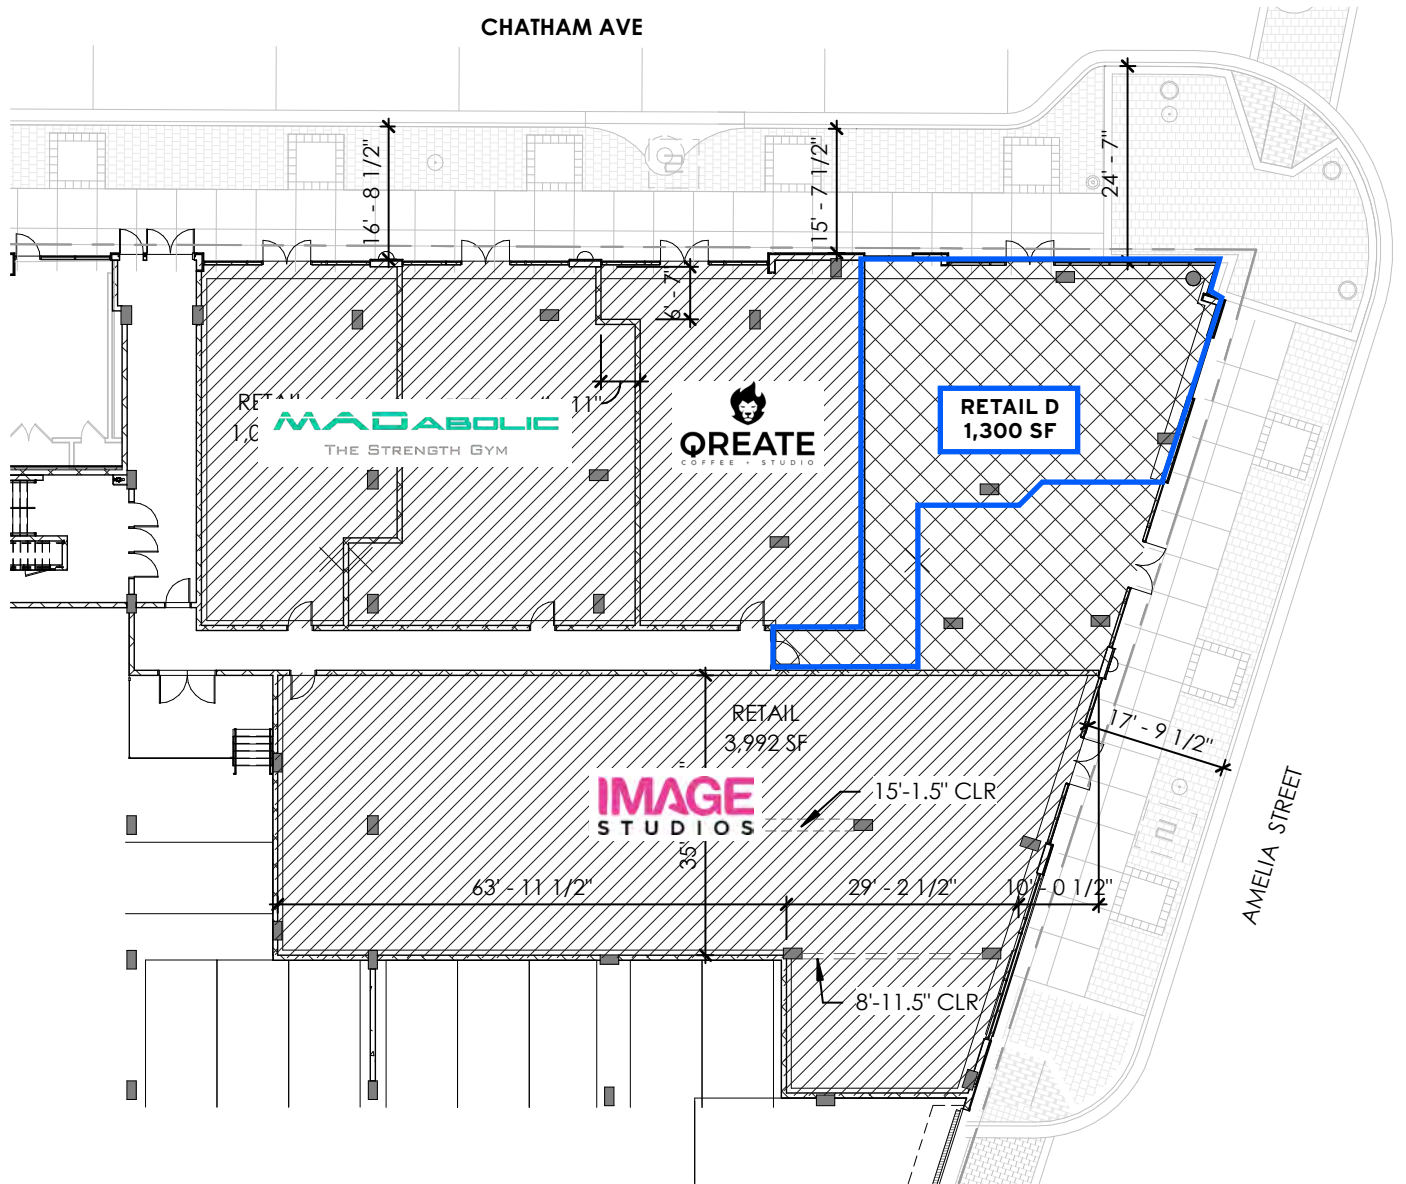 CHATHAM AVE
16' - 8 1/2"
15' - 7 1/2"
24' - 7"
6' - 7"
11"
MADABOLIC
THE STRENGTH GYM
QREATE
COFFEE + STUDIO
RETAIL D
1,300 SF
RETAIL
3,992 SF
17' - 9 1/2"
IMAGE
STUDIOS
15'-1.5" CLR
35'
63' - 11 1/2"
29' - 2 1/2"
10' - 0 1/2"
8'-11.5" CLR
AMELIA STREET